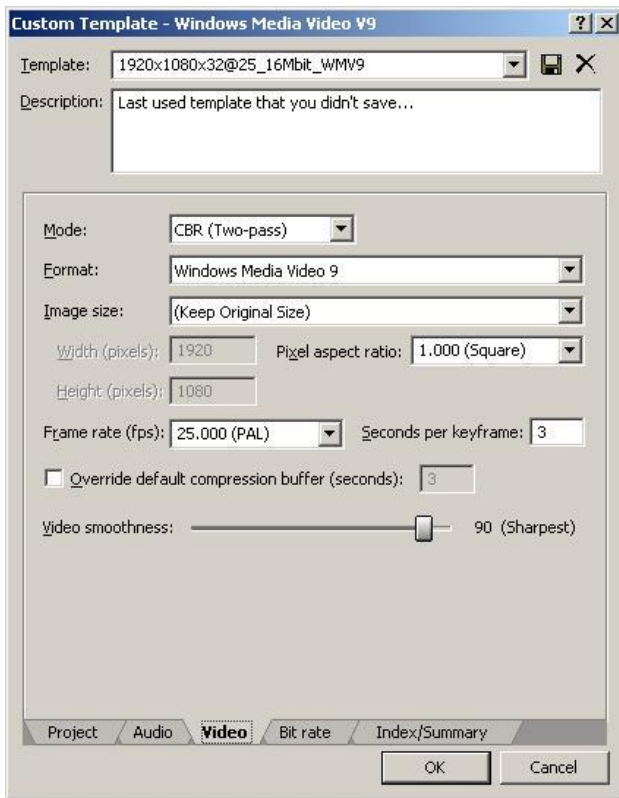 Custom Template - Windows Media Video V9
Template: 1920x1080x32@25_16Mbit_WMV9
Description: Last used template that you didn't save...
Mode: CBR (Two-pass)
Format: Windows Media Video 9
Image size: (Keep Original Size)
Width (pixels): 1920 Pixel aspect ratio: 1.000 (Square)
Height (pixels): 1080
Frame rate (fps): 25.000 (PAL) Seconds per keyframe: 3
Override default compression buffer (seconds): 3
Video smoothness: 90 (Sharpest)
Project Audio Video Bit rate Index/Summary
OK Cancel